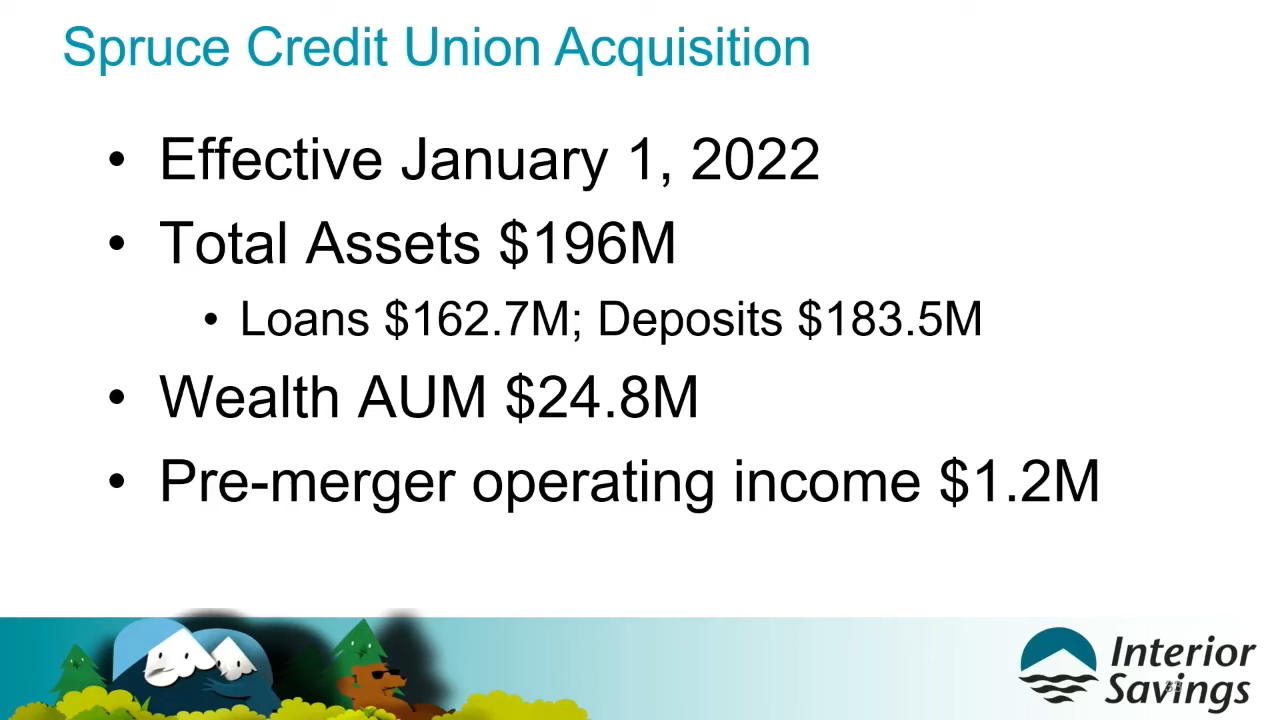 Spruce Credit Union Acquisition
• Effective January 1, 2022
• Total Assets $196M
• Loans $162.7M; Deposits $183.5M
• Wealth AUM $24.8M
• Pre-merger operating income $1.2M
Interior
Savings